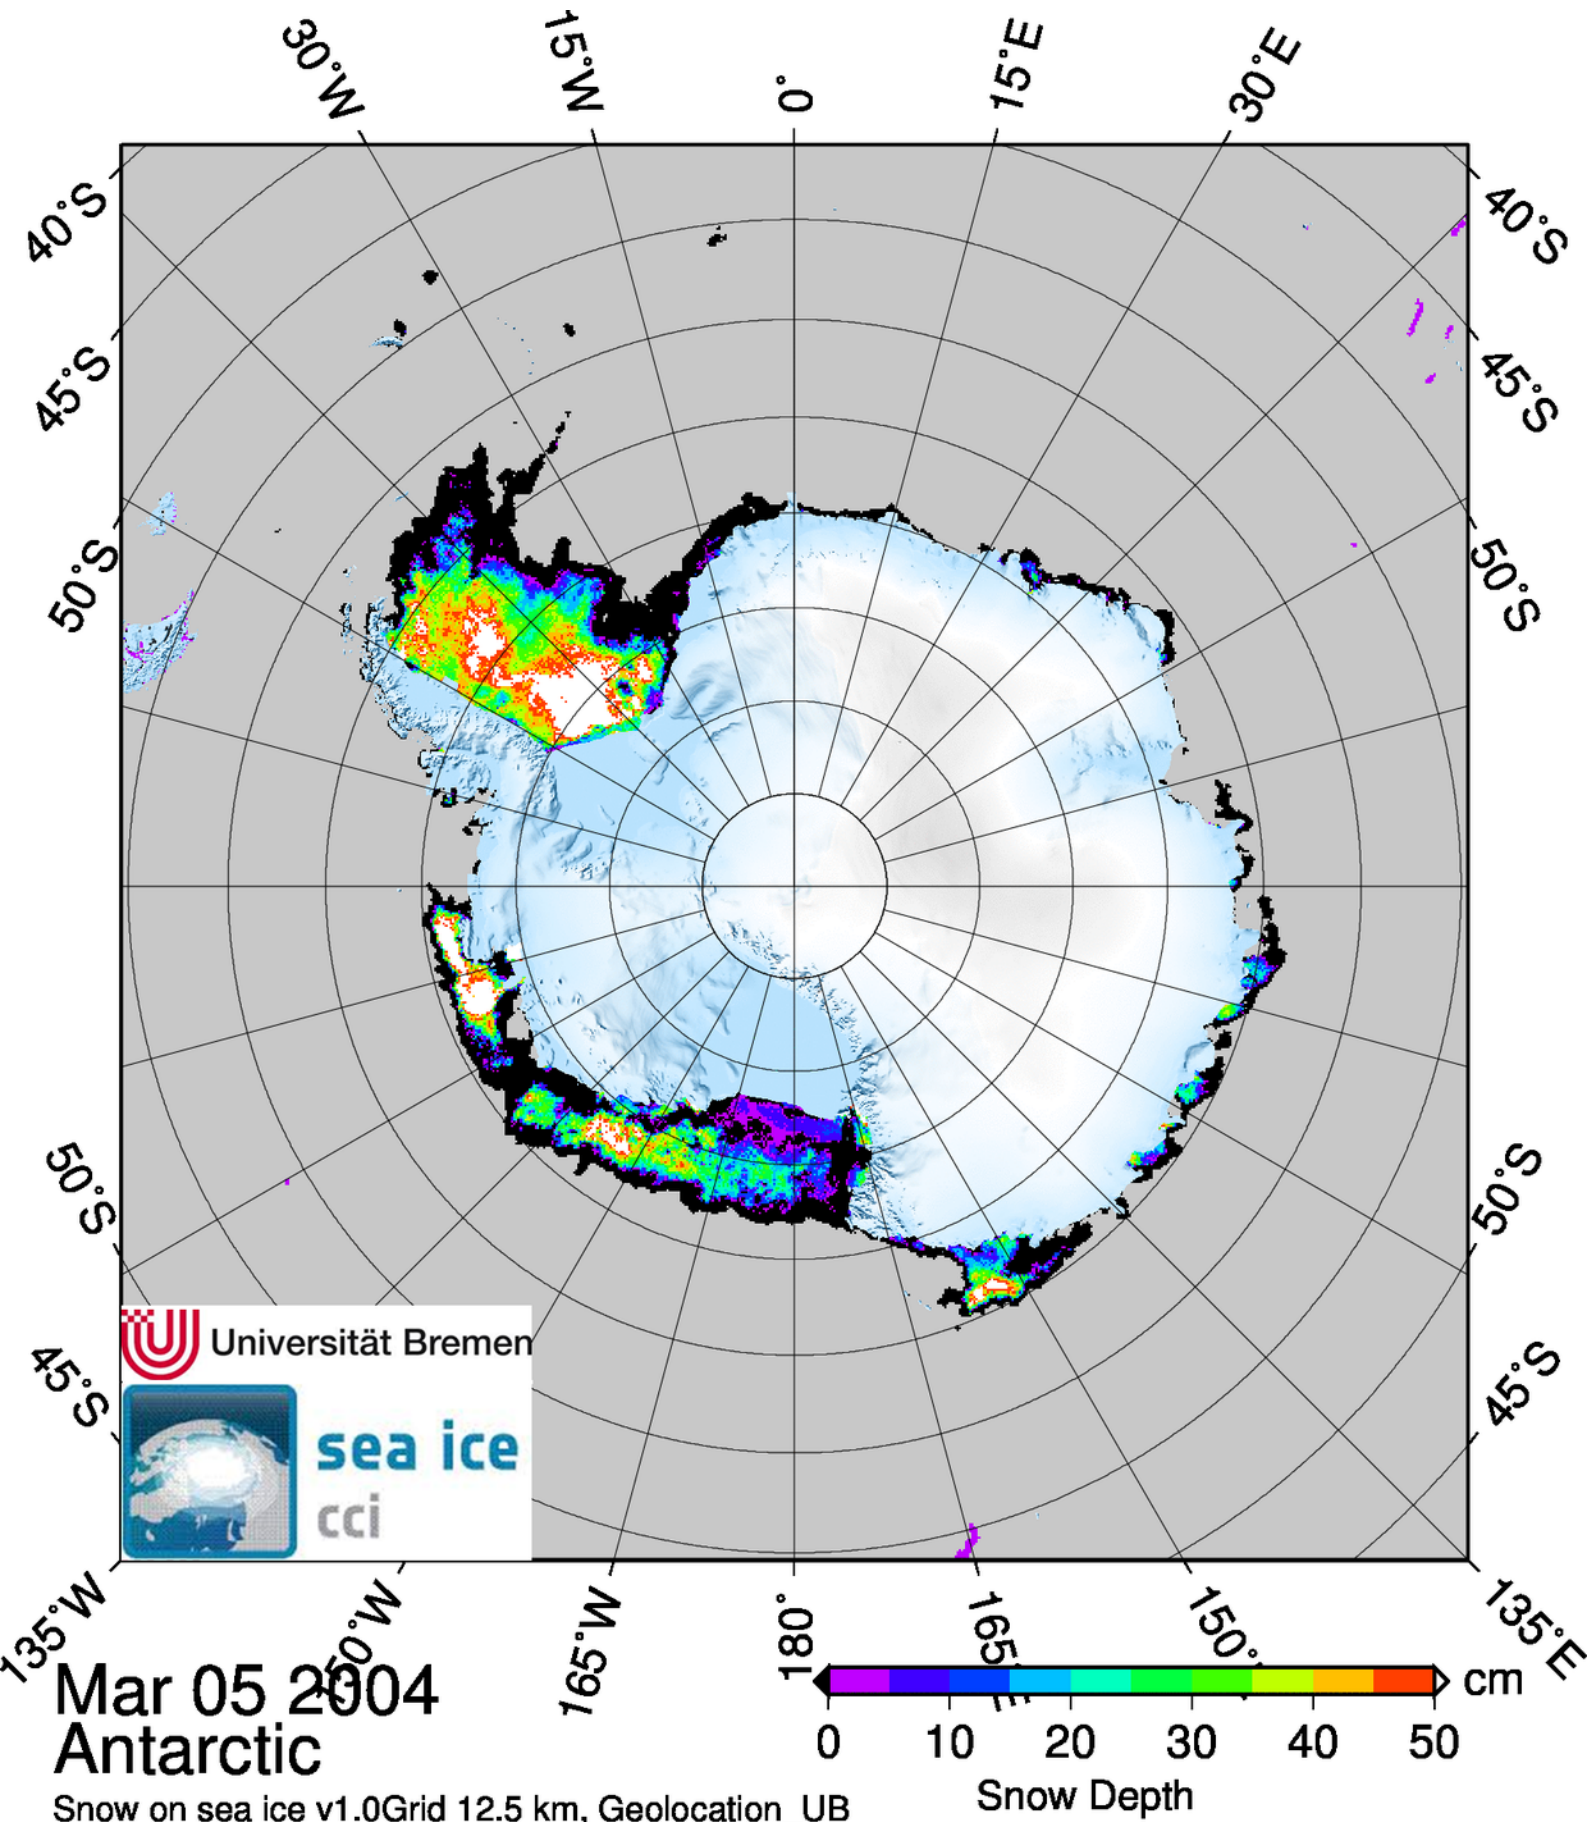 30°W 15°W 0° 15°E 30°E
40°S 40°S
45°S 45°S
50°S 50°S
50°S 50°S
45°S 45°S
Universität Bremen
sea ice
cci
135°W 150°W 165°W 180° 165°E 150° 135°E
Mar 05 2004
Antarctic
Snow on sea ice v1.0Grid 12.5 km, Geolocation UB
cm
0 10 20 30 40 50
Snow Depth